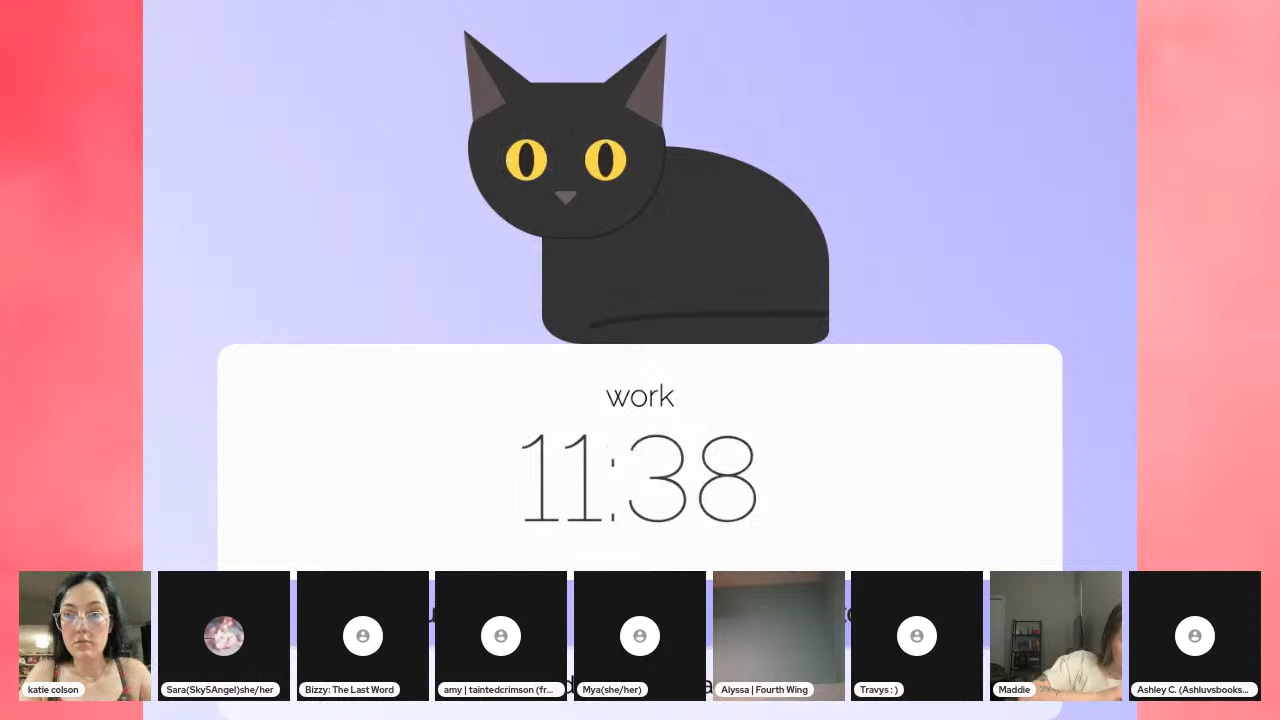 work
11:38
katie colson
Sara(Sky5Angel)she/her
Bizzy: The Last Word
amy | taintedcrimson (fr...
Mya(she/her)
Alyssa | Fourth Wing
Travys : )
Maddie
Ashley C. (Ashluvsbooks...